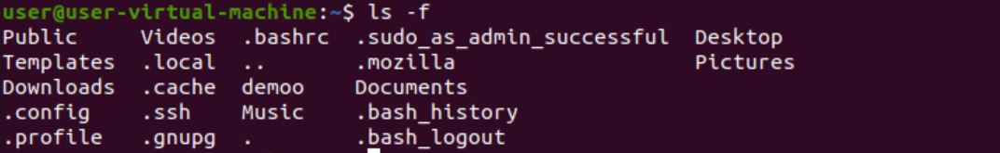 user@user-virtual-machine:~$ ls -f
Public     Videos  .bashrc  .sudo_as_admin_successful  Desktop
Templates  .local  ..       .mozilla                   Pictures
Downloads  .cache  demoo    Documents
.config    .ssh    Music    .bash_history
.profile   .gnupg  .        .bash_logout